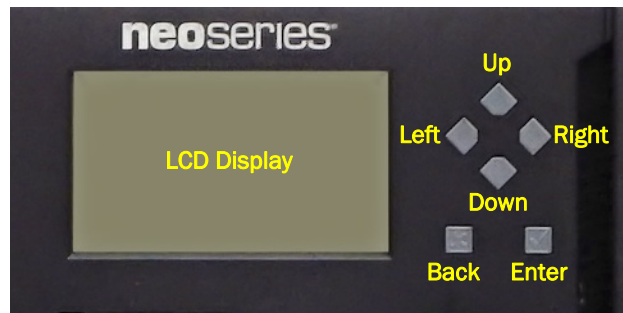 neoseries
Up
Left
Right
LCD Display
Down
Back
Enter